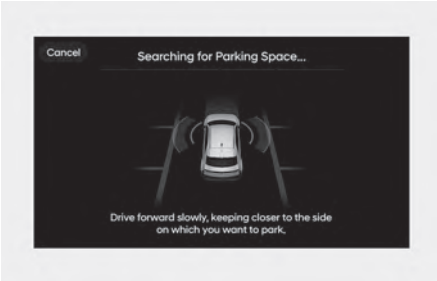 Cancel
Searching for Parking Space...
Drive forward slowly, keeping closer to the side
on which you want to park.